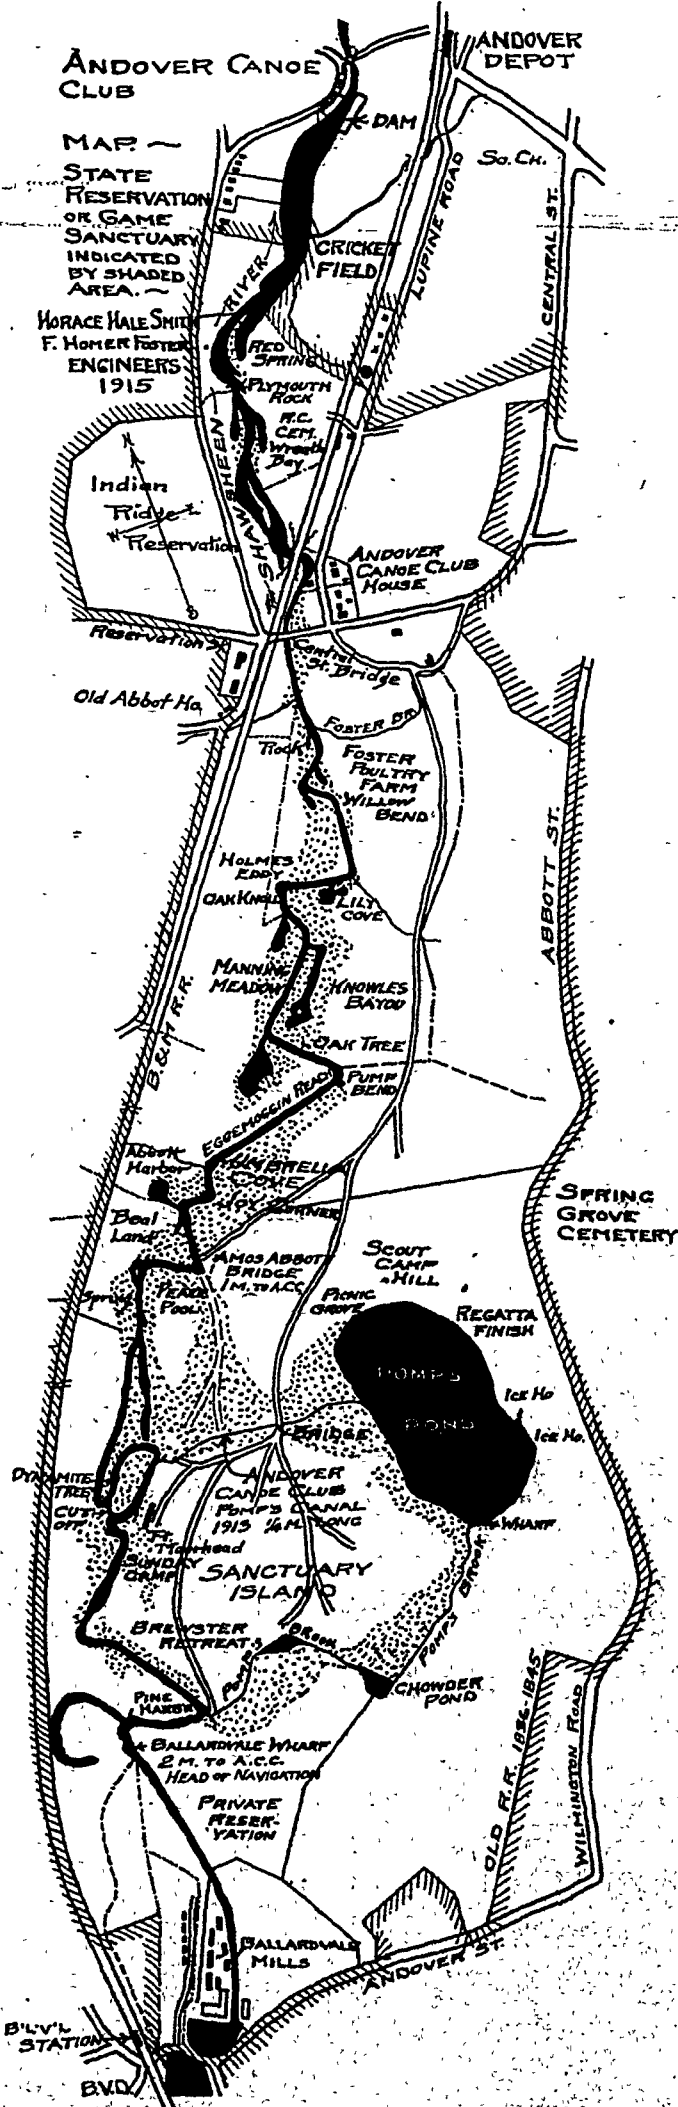 ANDOVER CANOE
CLUB
ANDOVER
DEPOT
MAP. ~
STATE
RESERVATION
OR GAME
SANCTUARY
INDICATED
BY SHADED
AREA. ~
HORACE HALE SMITH
F. HOMER FOSTER
ENGINEERS
1915
DAM
SO. CH.
LUPINE ROAD
CENTRAL ST.
CRICKET
FIELD
RIVER
RED
SPRING
PLYMOUTH
ROCK
R.C.
CEM.
Wreath
Bay
SHAWSHEEN
Indian
Ridge
Reservation
N
S
ANDOVER
CANOE CLUB
HOUSE
Reservation St
Central
St. Bridge
Old Abbot Ho.
FOSTER BR.
Rock
FOSTER
POULTRY
FARM
WILLOW
BEND
ABBOTT ST.
HOLMES
EDDY
OAK KNOLL
LILY
COVE
MANNING
MEADOW
KNOWLES
BAYOU
B & M R.R.
OAK TREE
PUMP
BEND
EGGEMOGGIN REACH
Abbott
Harbor
UMBRELLA
COVE
Boal
Land
AMOS ABBOTT
BRIDGE
1 M. TO A.C.C.
SPRING
GROVE
CEMETERY
SCOUT
CAMP
HILL
Spring
PEARL
POOL
PICNIC
GROVE
REGATTA
FINISH
POMPS
POND
ICE HO
ICE HO.
BRIDGE
DYNAMITE
TREE
CUT
OFF
ANDOVER
CANOE CLUB
POMP'S CANAL
1913 ¼ M. LONG
WHARF
SUNDAY
CAMP
SANCTUARY
ISLAND
BREWSTER
RETREAT
POMPS
BROOK
POMPS
BROOK
CHOWDER
POND
PINE
HARBOR
BALLARDVALE WHARF
2 M. TO A.C.C.
HEAD OF NAVIGATION
PRIVATE
RESER-
VATION
OLD R.R. 1836-1845
WILMINGTON ROAD
BALLARDVALE
MILLS
ANDOVER ST.
B'L'V'L
STATION
B.V.D.